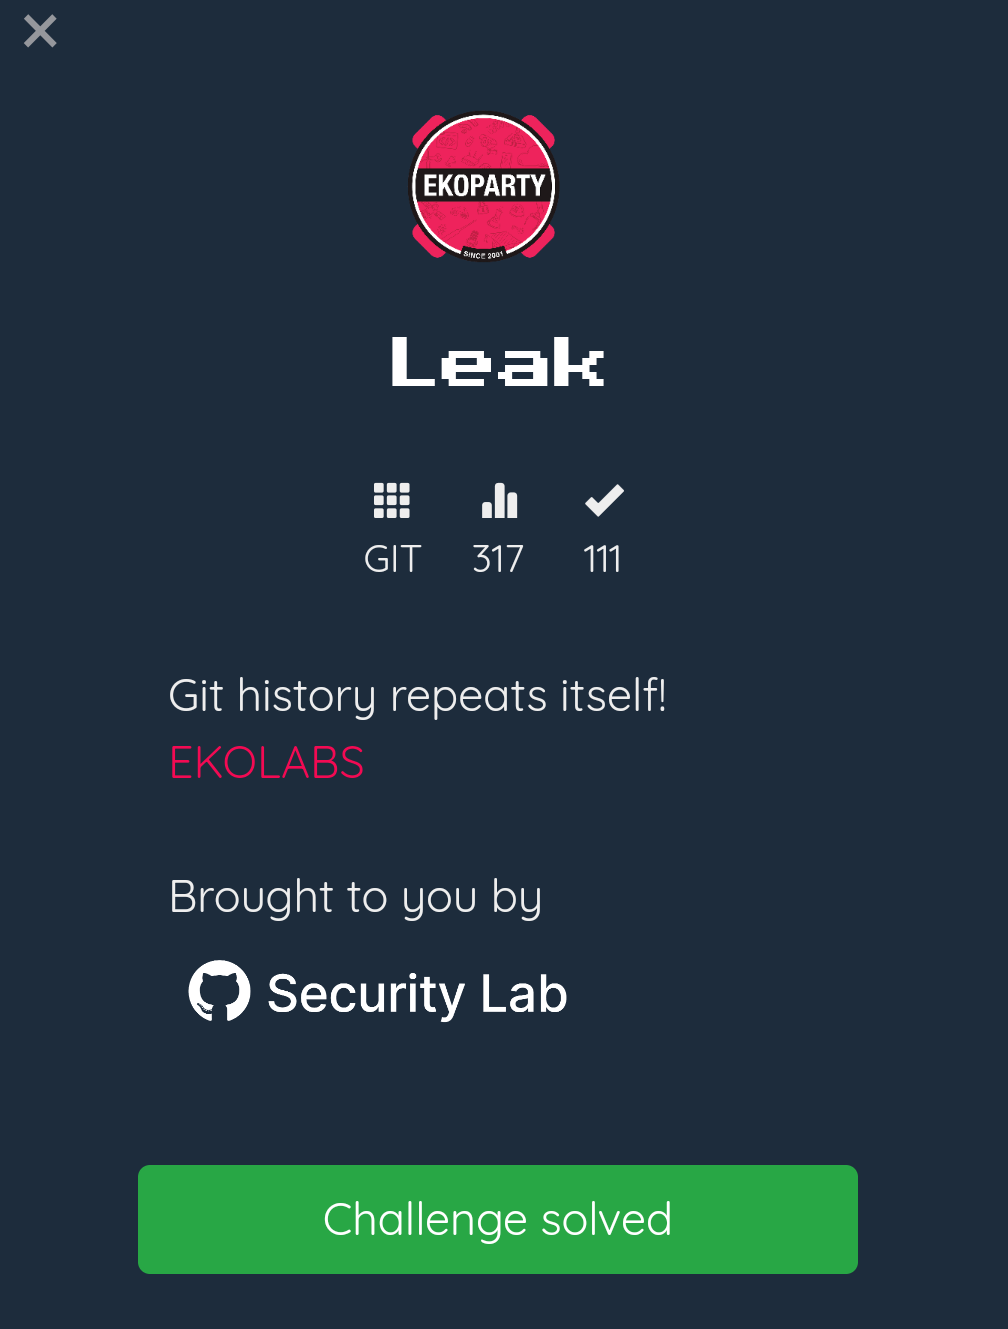 EKOPARTY
SINCE 2001
Leak
GIT 317 111
Git history repeats itself!
EKOLABS
Brought to you by
Security Lab
Challenge solved